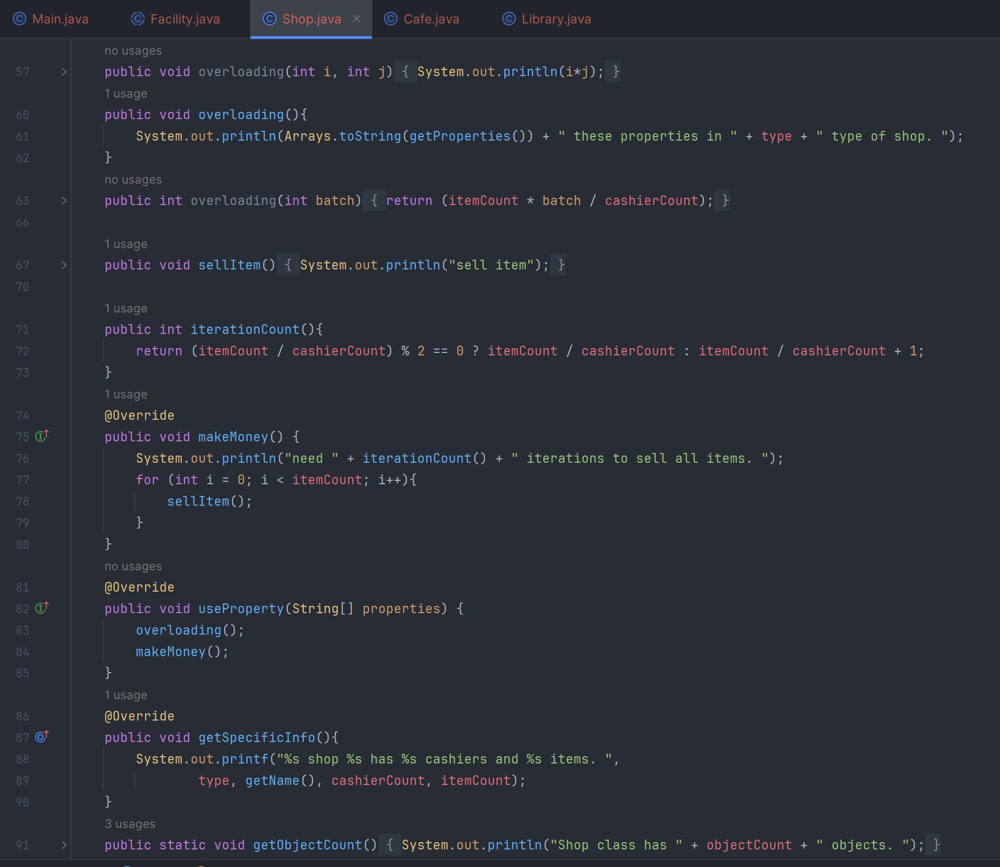 Main.java Facility.java Shop.java Cafe.java Library.java
no usages
57 public void overloading(int i, int j) { System.out.println(i*j); }
1 usage
60 public void overloading(){
61 System.out.println(Arrays.toString(getProperties()) + " these properties in " + type + " type of shop. ");
62 }
no usages
63 public int overloading(int batch) { return (itemCount * batch / cashierCount); }
66
1 usage
67 public void sellItem() { System.out.println("sell item"); }
70
1 usage
71 public int iterationCount(){
72 return (itemCount / cashierCount) % 2 == 0 ? itemCount / cashierCount : itemCount / cashierCount + 1;
73 }
1 usage
74 @Override
75 public void makeMoney() {
76 System.out.println("need " + iterationCount() + " iterations to sell all items. ");
77 for (int i = 0; i < itemCount; i++){
78 sellItem();
79 }
80 }
no usages
81 @Override
82 public void useProperty(String[] properties) {
83 overloading();
84 makeMoney();
85 }
1 usage
86 @Override
87 public void getSpecificInfo(){
88 System.out.printf("%s shop %s has %s cashiers and %s items. ",
89 type, getName(), cashierCount, itemCount);
90 }
3 usages
91 public static void getObjectCount() { System.out.println("Shop class has " + objectCount + " objects. "); }